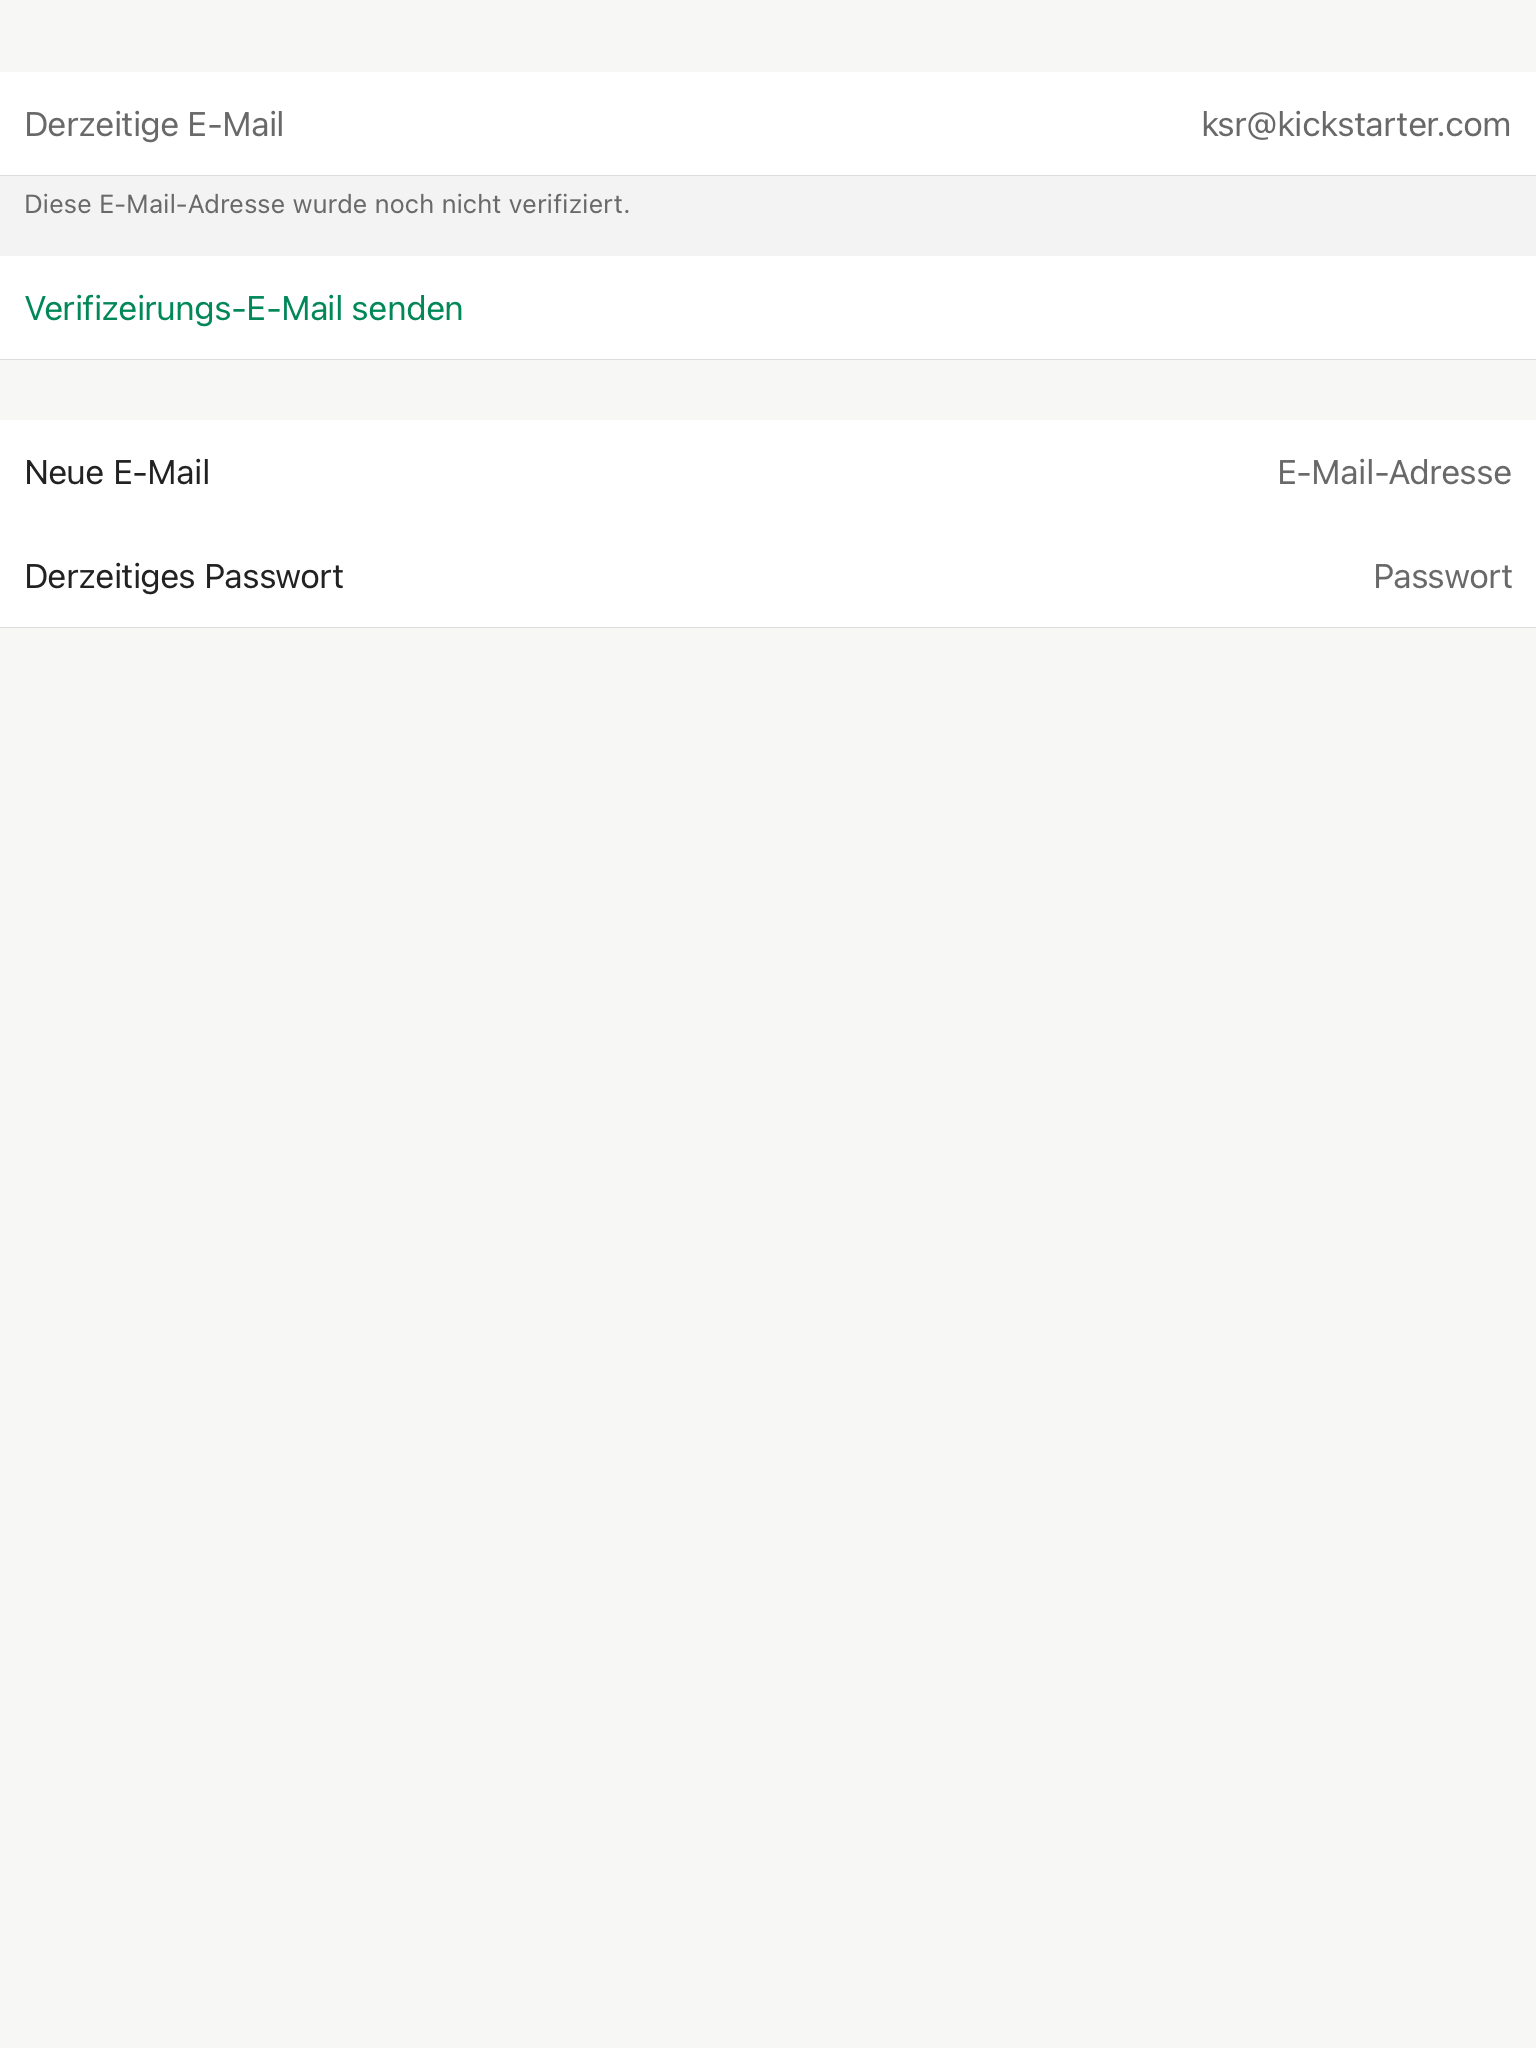 Derzeitige E-Mail ksr@kickstarter.com
Diese E-Mail-Adresse wurde noch nicht verifiziert.
Verifizeirungs-E-Mail senden
Neue E-Mail E-Mail-Adresse
Derzeitiges Passwort Passwort